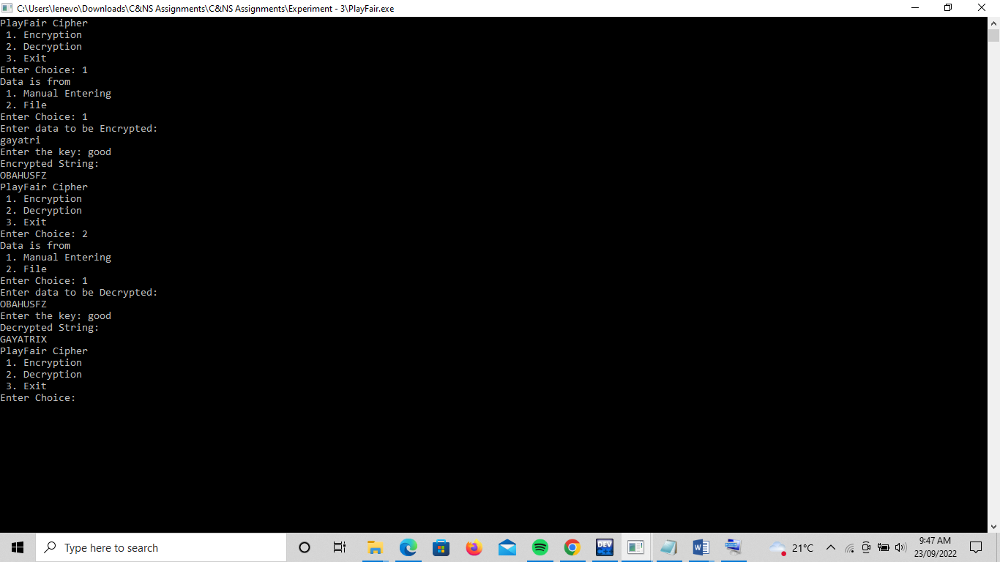 C:\Users\lenevo\Downloads\C&NS Assignments\C&NS Assignments\Experiment - 3\PlayFair.exe
PlayFair Cipher
1. Encryption
2. Decryption
3. Exit
Enter Choice: 1
Data is from
1. Manual Entering
2. File
Enter Choice: 1
Enter data to be Encrypted:
gayatri
Enter the key: good
Encrypted String:
OBAHUSFZ
PlayFair Cipher
1. Encryption
2. Decryption
3. Exit
Enter Choice: 2
Data is from
1. Manual Entering
2. File
Enter Choice: 1
Enter data to be Decrypted:
OBAHUSFZ
Enter the key: good
Decrypted String:
GAYATRIX
PlayFair Cipher
1. Encryption
2. Decryption
3. Exit
Enter Choice:
Type here to search
DEV
21°C
9:47 AM
23/09/2022